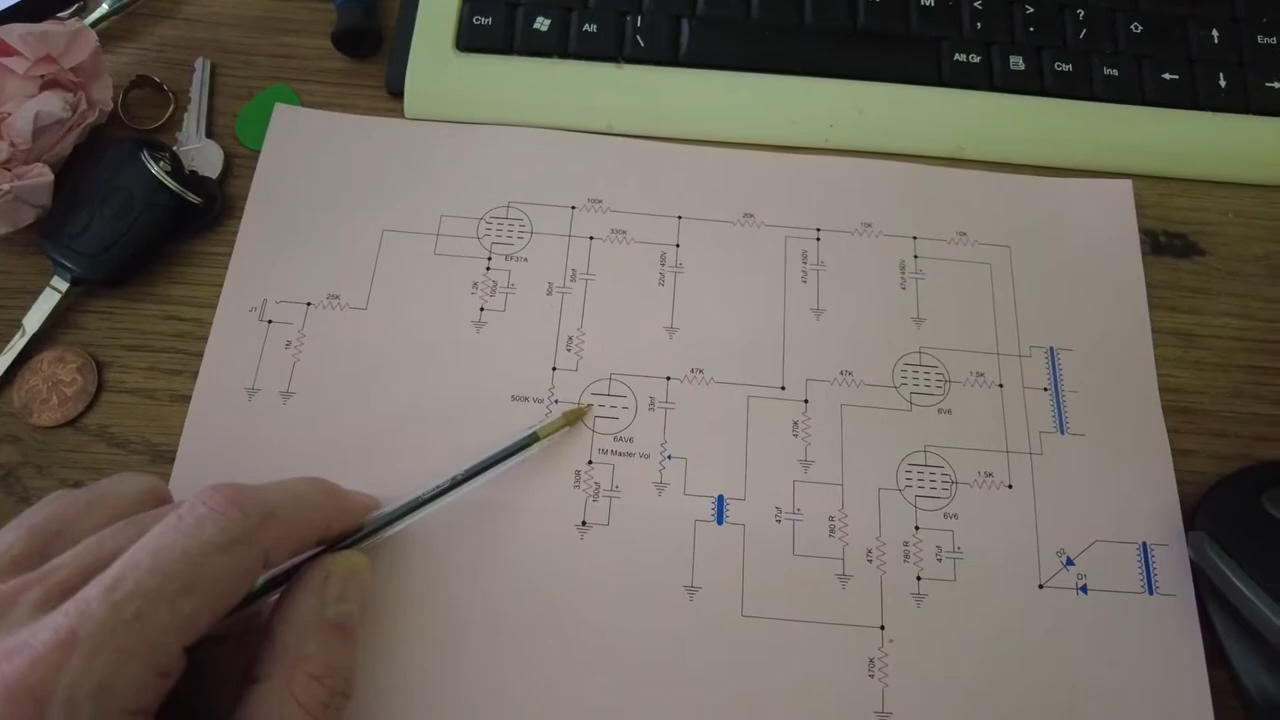 Ctrl
Alt
|
\
M
<
,
>
.
?
/
End
Alt Gr
Ctrl
Ins
100K
330K
20K
10K
10K
EF37A
1.2K
100uf
+
50nf
50nf
22uf / 450V
+
47uf / 450V
+
47uf 450V
+
25K
J1
1M
470K
500K Vol
47K
33nf
6AV6
1M Master Vol
330R
100uf
+
47K
470K
1.5K
6V6
1.5K
6V6
47uf
+
780 R
47K
780 R
47uf
+
D2
D1
470K